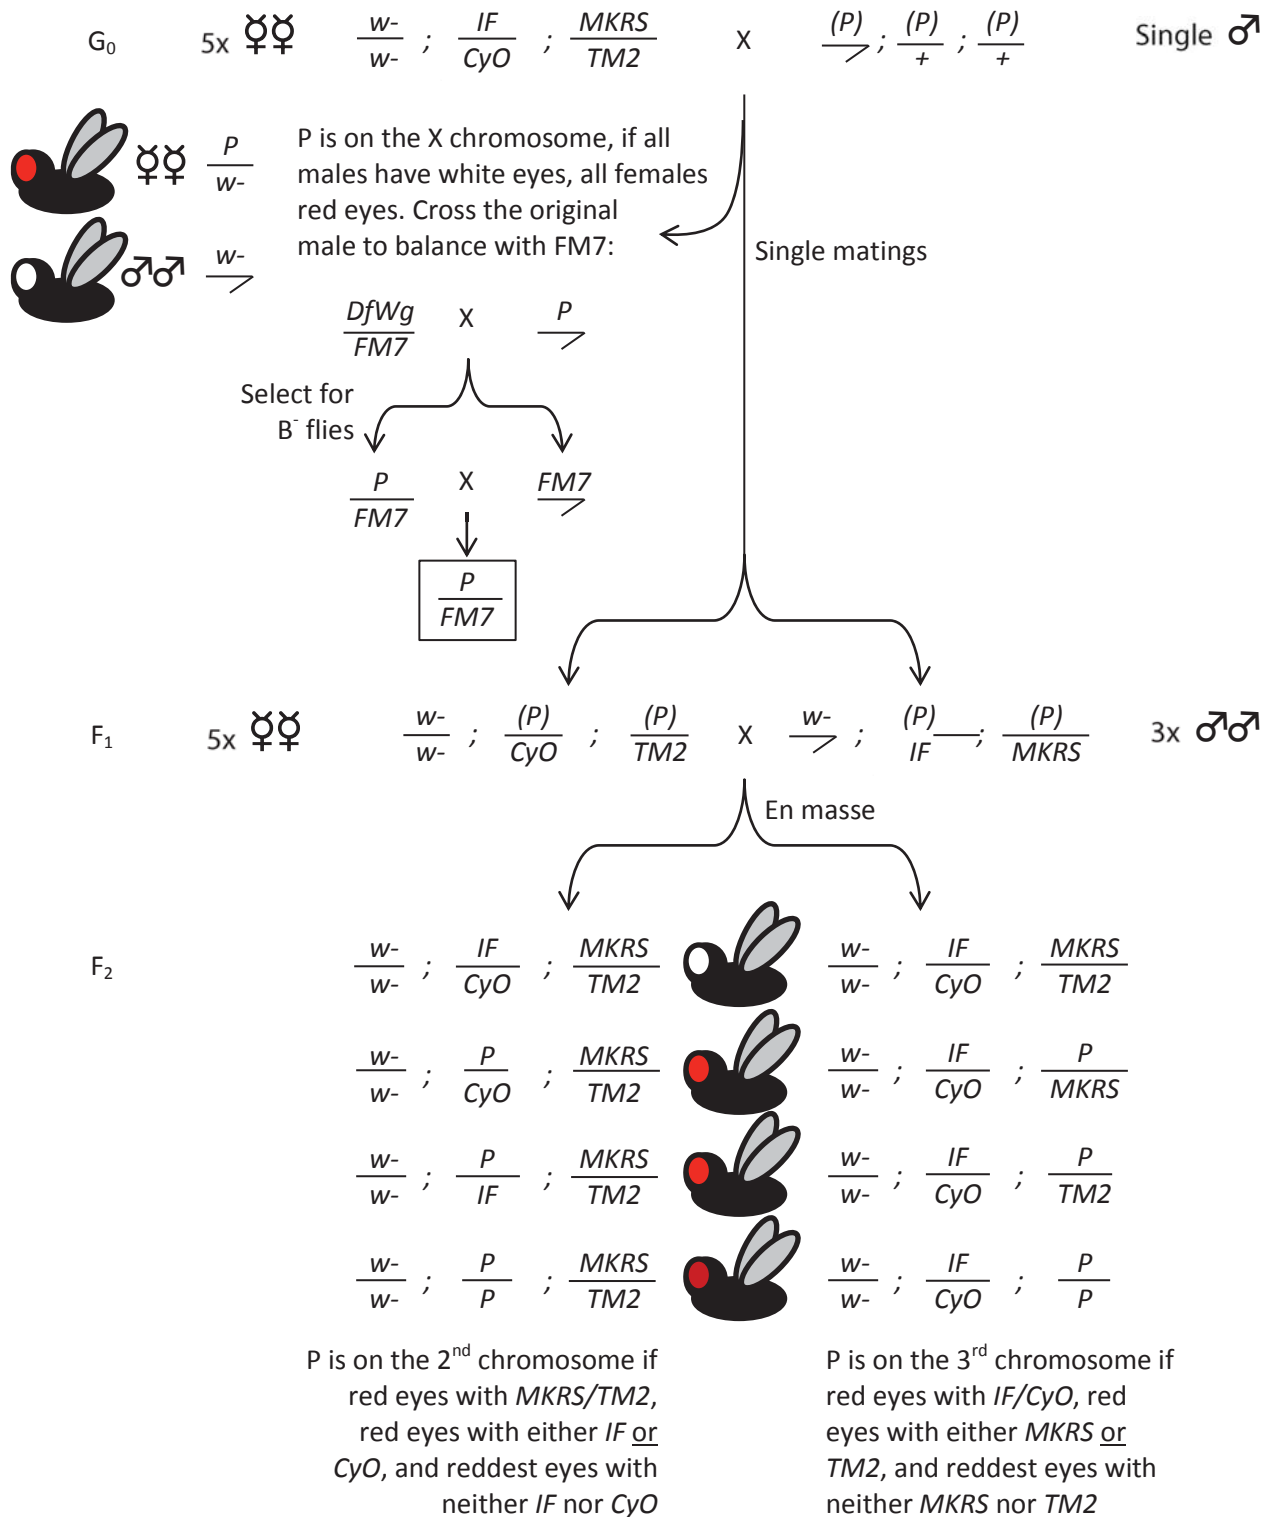 G0 5x ☿☿ w- / w- ; IF / CyO ; MKRS / TM2 X (P) / ; (P) / + ; (P) / + Single ♂
☿☿ P / w-
♂♂ w-
P is on the X chromosome, if all
males have white eyes, all females
red eyes. Cross the original
male to balance with FM7:
Single matings
DfWg / FM7 X P
Select for
B- flies
P / FM7 X FM7
P / FM7
F1 5x ☿☿ w- / w- ; (P) / CyO ; (P) / TM2 X w- ; (P) / IF ; (P) / MKRS 3x ♂♂
En masse
F2 w- / w- ; IF / CyO ; MKRS / TM2 w- / w- ; IF / CyO ; MKRS / TM2
w- / w- ; P / CyO ; MKRS / TM2 w- / w- ; IF / CyO ; P / MKRS
w- / w- ; P / IF ; MKRS / TM2 w- / w- ; IF / CyO ; P / TM2
w- / w- ; P / P ; MKRS / TM2 w- / w- ; IF / CyO ; P / P
P is on the 2nd chromosome if
red eyes with MKRS/TM2,
red eyes with either IF or
CyO, and reddest eyes with
neither IF nor CyO
P is on the 3rd chromosome if
red eyes with IF/CyO, red
eyes with either MKRS or
TM2, and reddest eyes with
neither MKRS nor TM2